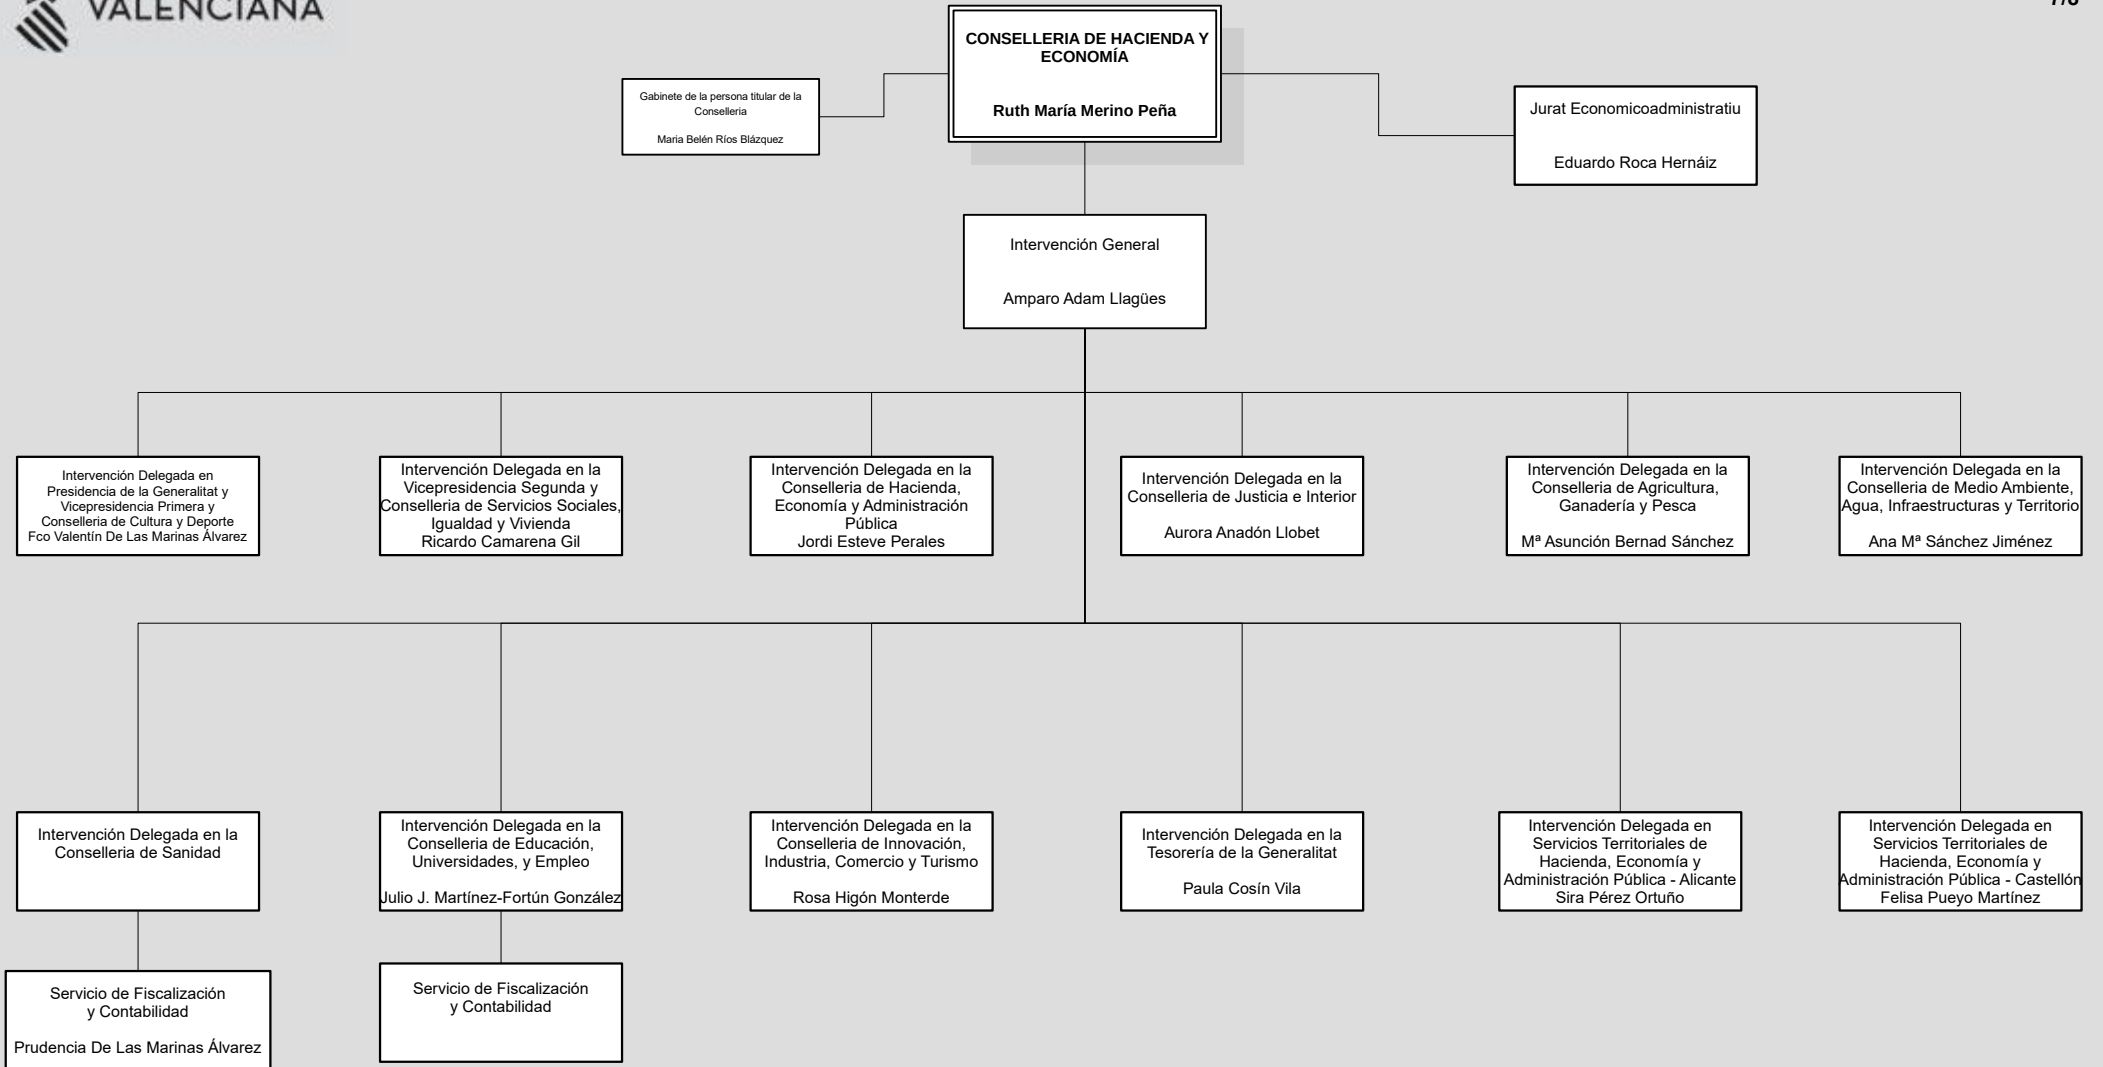 VALENCIANA
CONSELLERIA DE HACIENDA Y
ECONOMÍA
Ruth María Merino Peña
Gabinete de la persona titular de la
Conselleria
Maria Belén Ríos Blázquez
Jurat Economicoadministratiu
Eduardo Roca Hernáiz
Intervención General
Amparo Adam Llagües
Intervención Delegada en
Presidencia de la Generalitat y
Vicepresidencia Primera y
Conselleria de Cultura y Deporte
Fco Valentín De Las Marinas Álvarez
Intervención Delegada en la
Vicepresidencia Segunda y
Conselleria de Servicios Sociales,
Igualdad y Vivienda
Ricardo Camarena Gil
Intervención Delegada en la
Conselleria de Hacienda,
Economía y Administración
Pública
Jordi Esteve Perales
Intervención Delegada en la
Conselleria de Justicia e Interior
Aurora Anadón Llobet
Intervención Delegada en la
Conselleria de Agricultura,
Ganadería y Pesca
Mª Asunción Bernad Sánchez
Intervención Delegada en la
Conselleria de Medio Ambiente,
Agua, Infraestructuras y Territorio
Ana Mª Sánchez Jiménez
Intervención Delegada en la
Conselleria de Sanidad
Intervención Delegada en la
Conselleria de Educación,
Universidades, y Empleo
Julio J. Martínez-Fortún González
Intervención Delegada en la
Conselleria de Innovación,
Industria, Comercio y Turismo
Rosa Higón Monterde
Intervención Delegada en la
Tesorería de la Generalitat
Paula Cosín Vila
Intervención Delegada en
Servicios Territoriales de
Hacienda, Economía y
Administración Pública - Alicante
Sira Pérez Ortuño
Intervención Delegada en
Servicios Territoriales de
Hacienda, Economía y
Administración Pública - Castellón
Felisa Pueyo Martínez
Servicio de Fiscalización
y Contabilidad
Prudencia De Las Marinas Álvarez
Servicio de Fiscalización
y Contabilidad